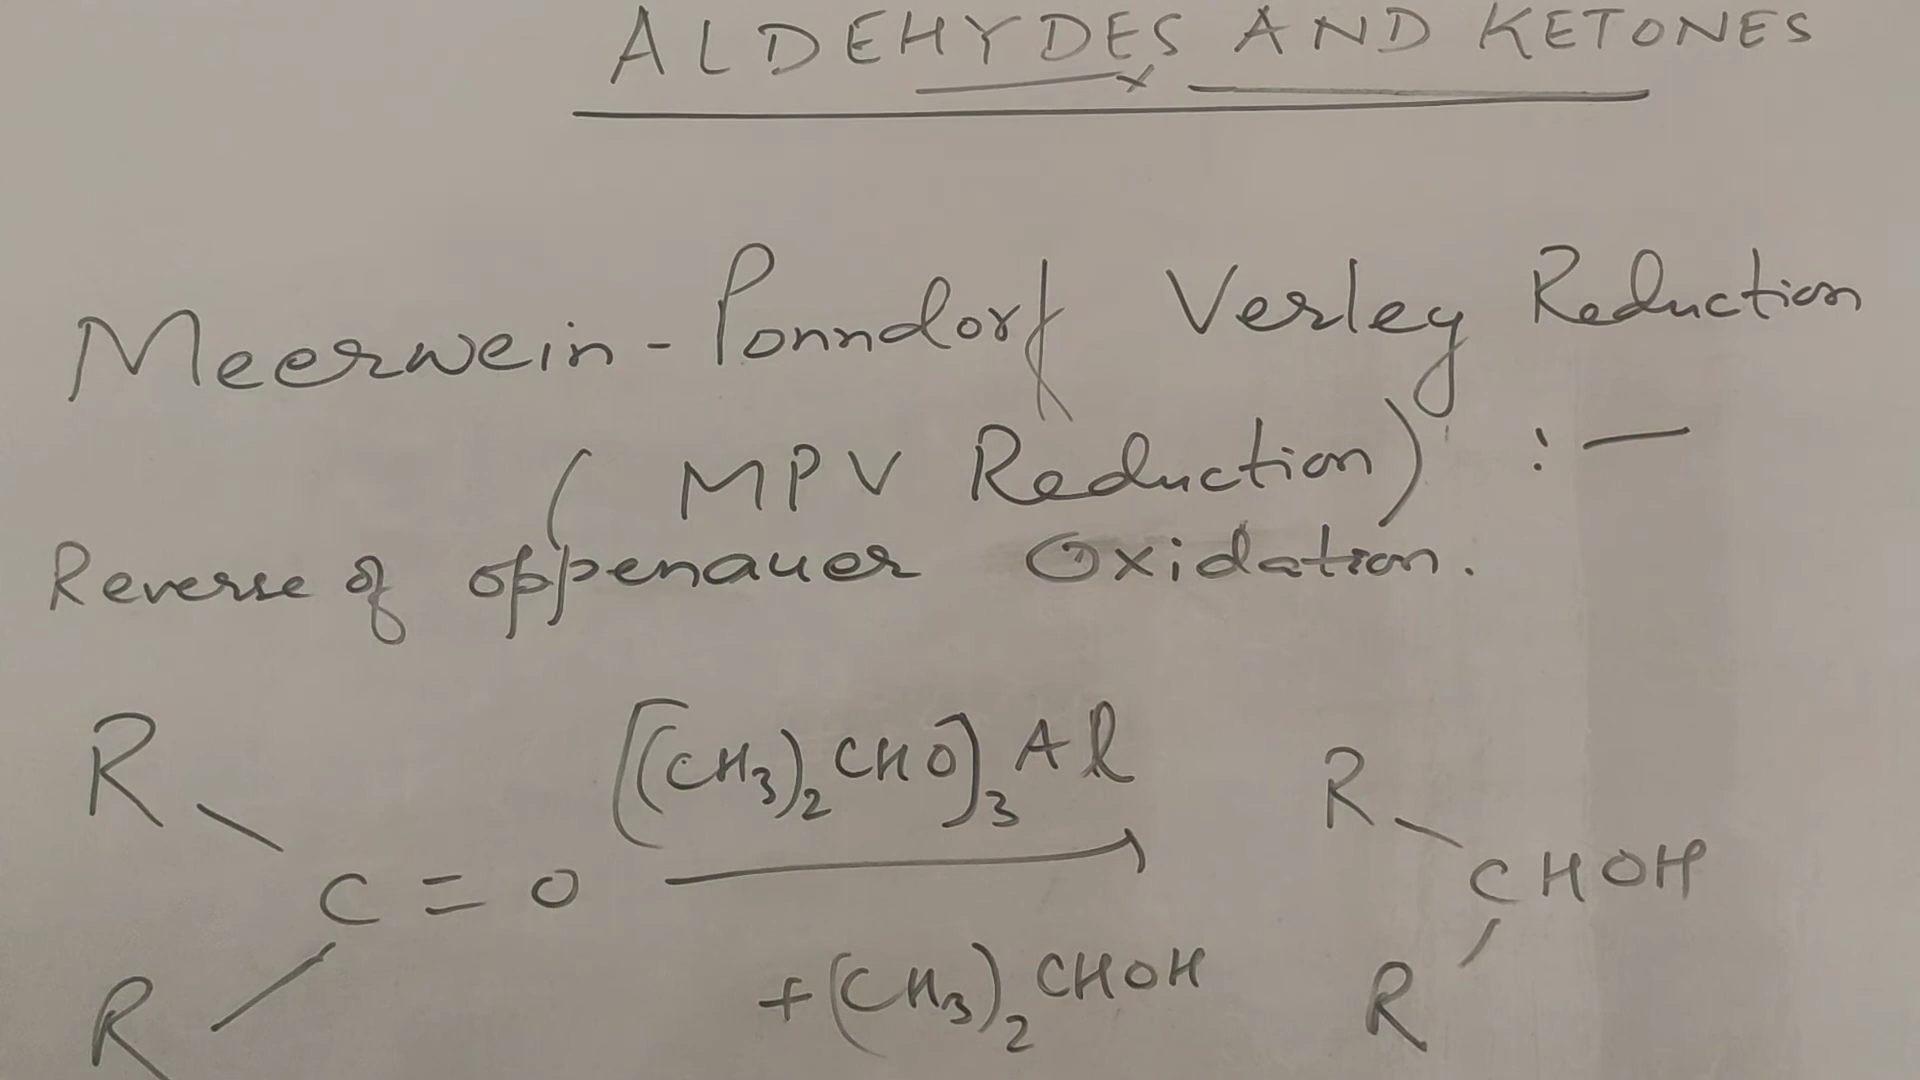 ALDEHYDES AND KETONES
Meerwein-Ponndorf Verley Reduction
(MPV Reduction) :—
Reverse of oppenauer Oxidation.
R [(CH₃)₂CHO]₃Al R
C=O → CHOH
R +(CH₃)₂CHOH R